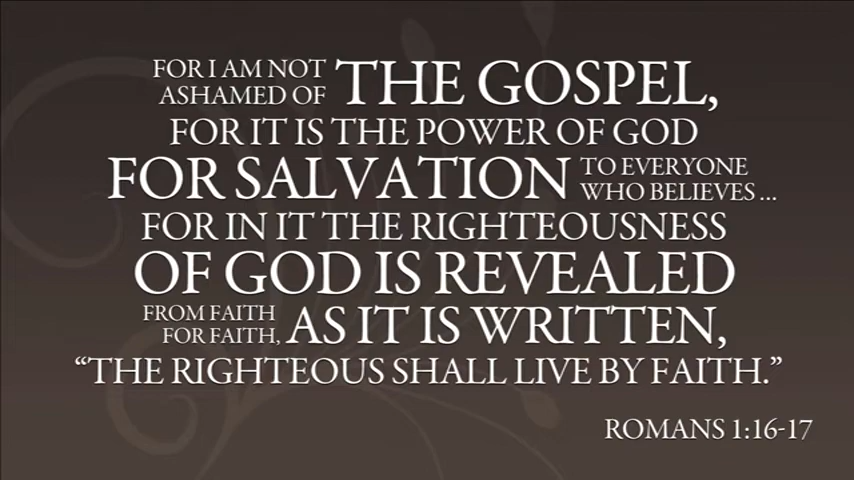 FOR I AM NOT
ASHAMED OF THE GOSPEL,
FOR IT IS THE POWER OF GOD
FOR SALVATION TO EVERYONE
WHO BELIEVES ...
FOR IN IT THE RIGHTEOUSNESS
OF GOD IS REVEALED
FROM FAITH
FOR FAITH, AS IT IS WRITTEN,
“THE RIGHTEOUS SHALL LIVE BY FAITH.”
ROMANS 1:16-17